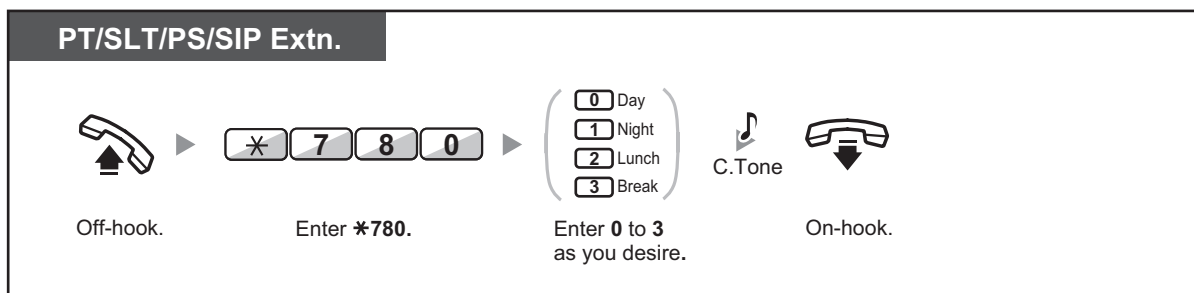 PT/SLT/PS/SIP Extn.
Off-hook.
* 7 8 0
Enter *780.
0 Day
1 Night
2 Lunch
3 Break
Enter 0 to 3
as you desire.
C.Tone
On-hook.